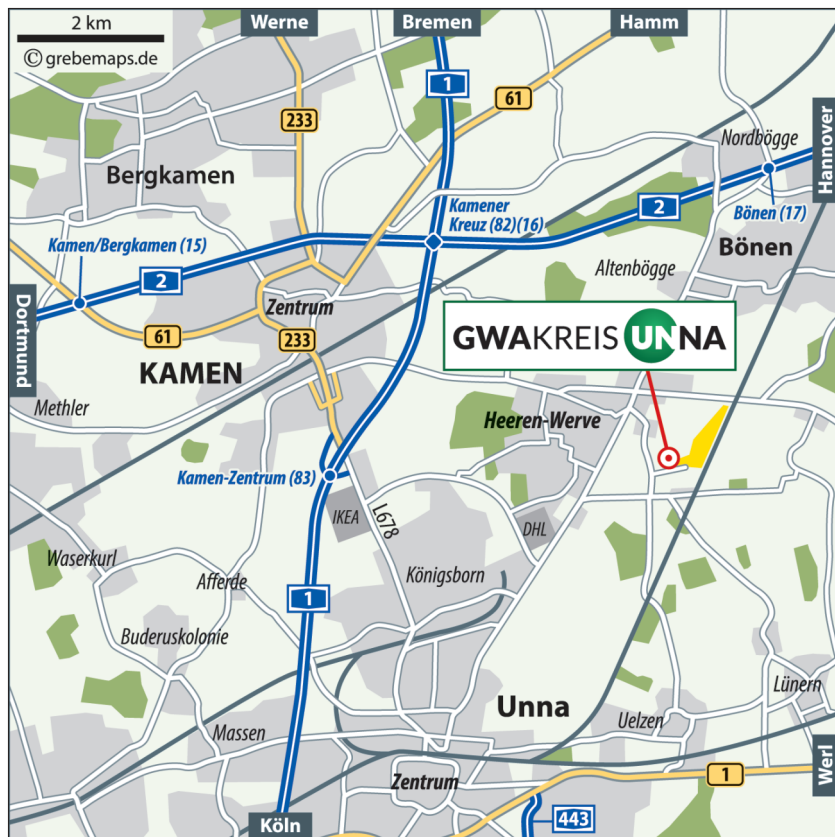 2 km
© grebemaps.de
Werne
Bremen
Hamm
1
61
233
Nordbögge
Hannover
Bergkamen
Kamener
Kreuz (82)(16)
2
Bönen (17)
Kamen/Bergkamen (15)
Bönen
Altenbögge
2
Zentrum
Dortmund
61
233
GWAKREIS UNNA
KAMEN
Methler
Heeren-Werve
Kamen-Zentrum (83)
IKEA
L678
DHL
Waserkurl
Afferde
Königsborn
1
Buderuskolonie
Unna
Lünern
Uelzen
Massen
Zentrum
1
Werl
Köln
443